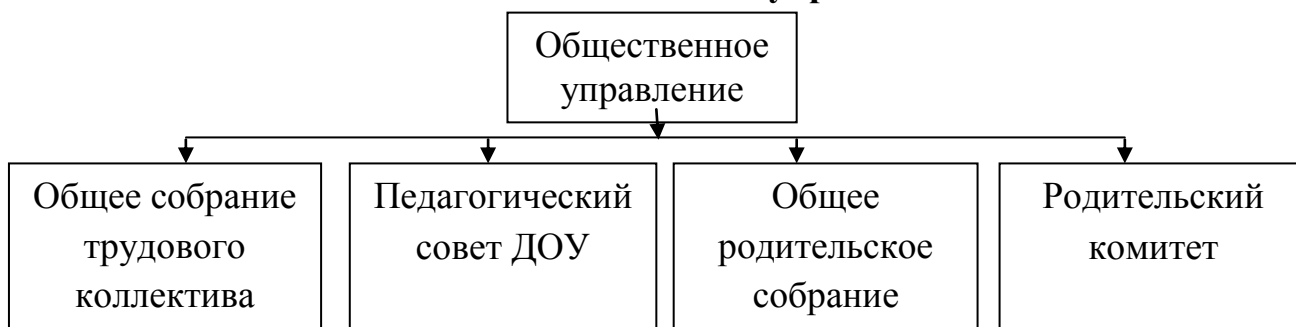 Общественное
управление
Общее собрание
трудового
коллектива
Педагогический
совет ДОУ
Общее
родительское
собрание
Родительский
комитет